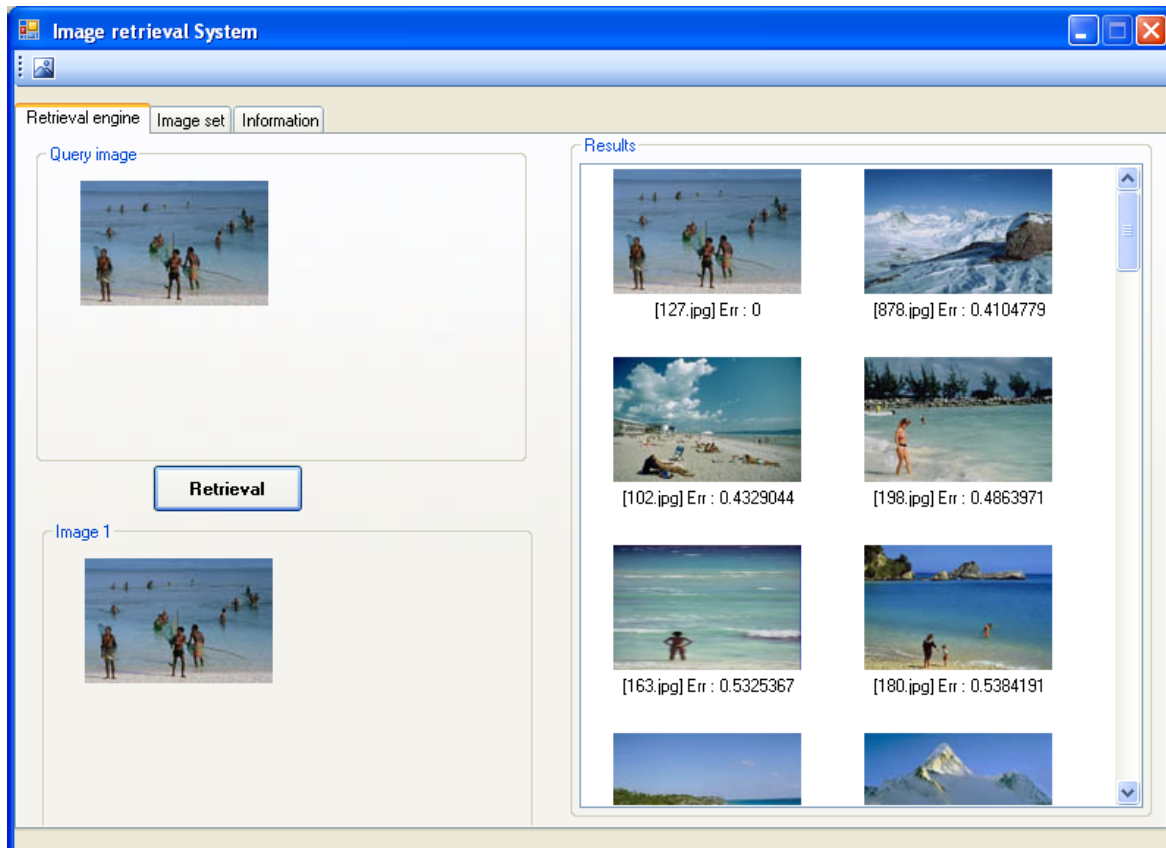 Image retrieval System
Retrieval engine Image set Information
Query image
Retrieval
Image 1
Results
[127.jpg] Err : 0
[878.jpg] Err : 0.4104779
[102.jpg] Err : 0.4329044
[198.jpg] Err : 0.4863971
[163.jpg] Err : 0.5325367
[180.jpg] Err : 0.5384191